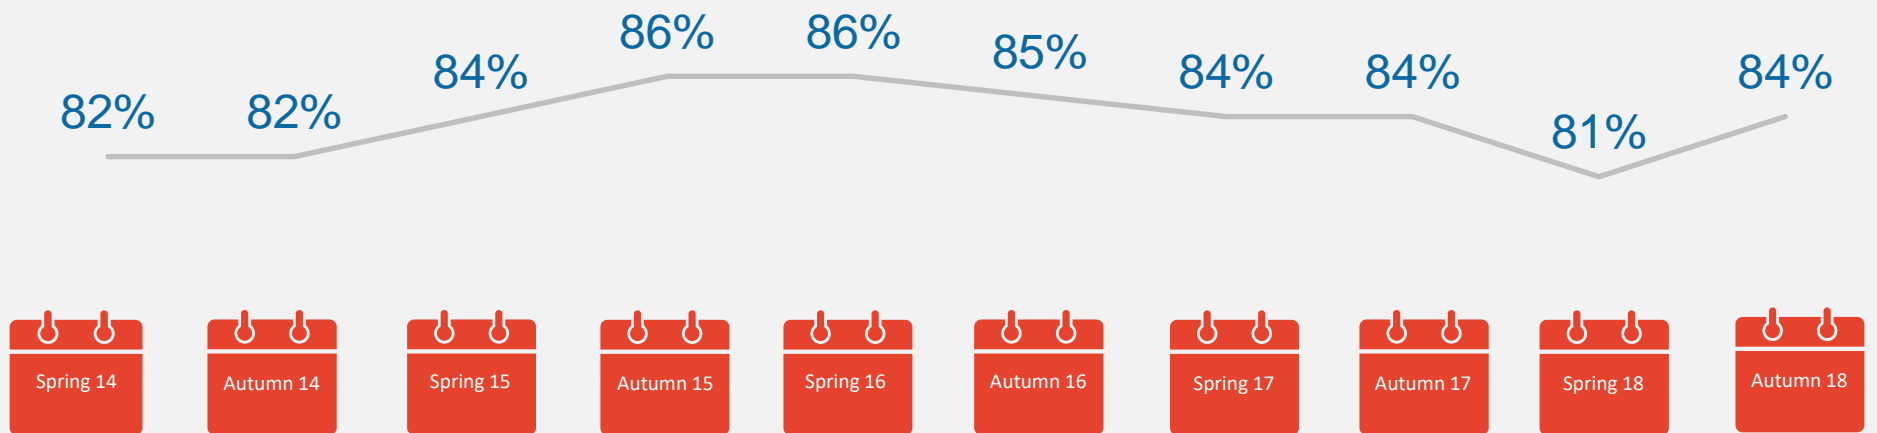 82%
82%
84%
86%
86%
85%
84%
84%
81%
84%
Spring 14
Autumn 14
Spring 15
Autumn 15
Spring 16
Autumn 16
Spring 17
Autumn 17
Spring 18
Autumn 18